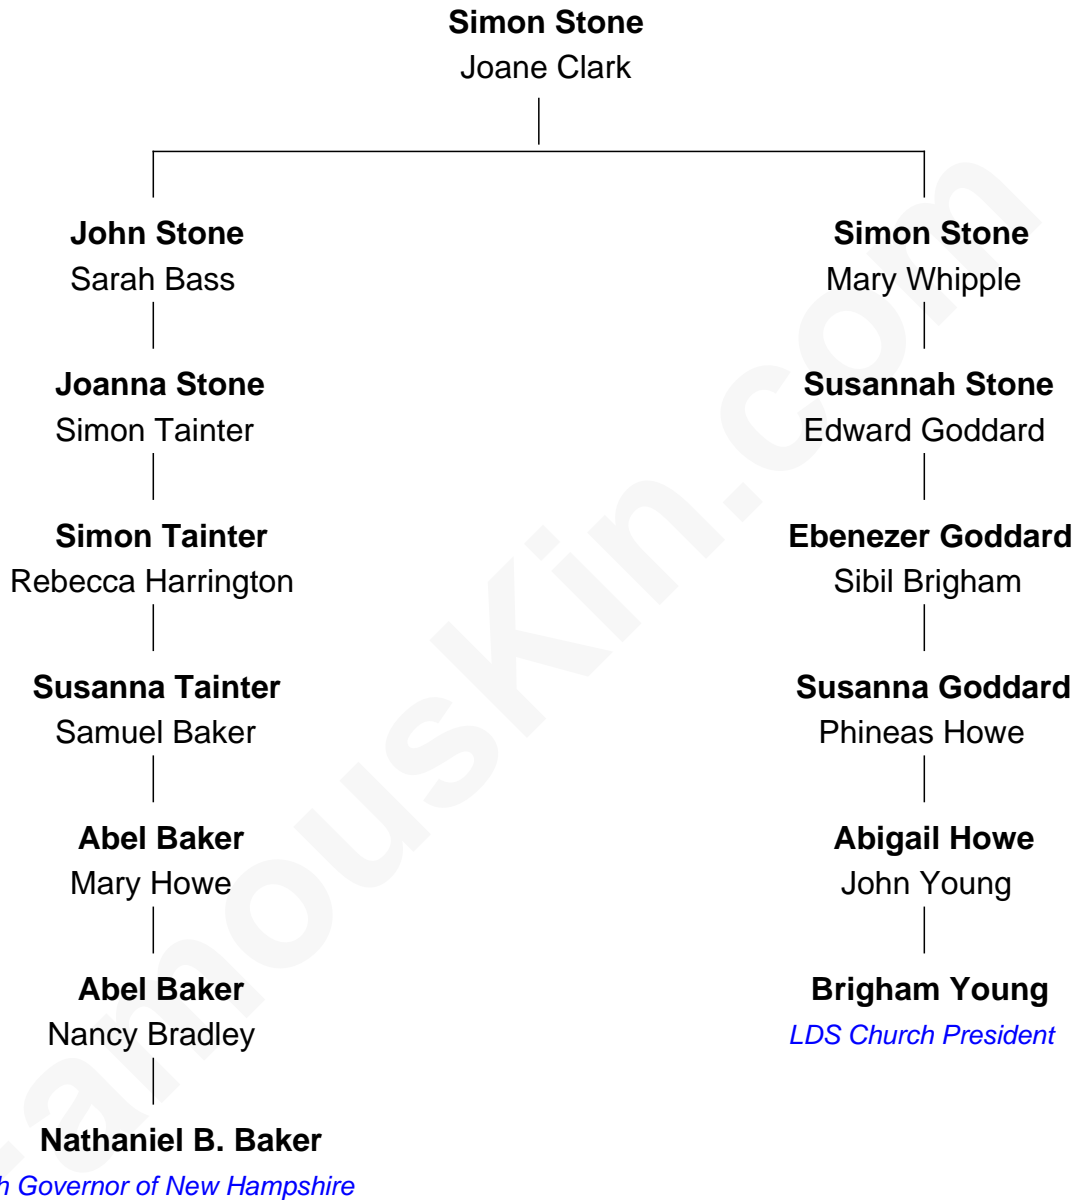 Simon Stone
Joane Clark
John Stone
Sarah Bass
Simon Stone
Mary Whipple
Joanna Stone
Simon Tainter
Susannah Stone
Edward Goddard
Simon Tainter
Rebecca Harrington
Ebenezer Goddard
Sibil Brigham
Susanna Tainter
Samuel Baker
Susanna Goddard
Phineas Howe
Abel Baker
Mary Howe
Abigail Howe
John Young
Abel Baker
Nancy Bradley
Brigham Young
LDS Church President
Nathaniel B. Baker
h Governor of New Hampshire
FamousKin.com